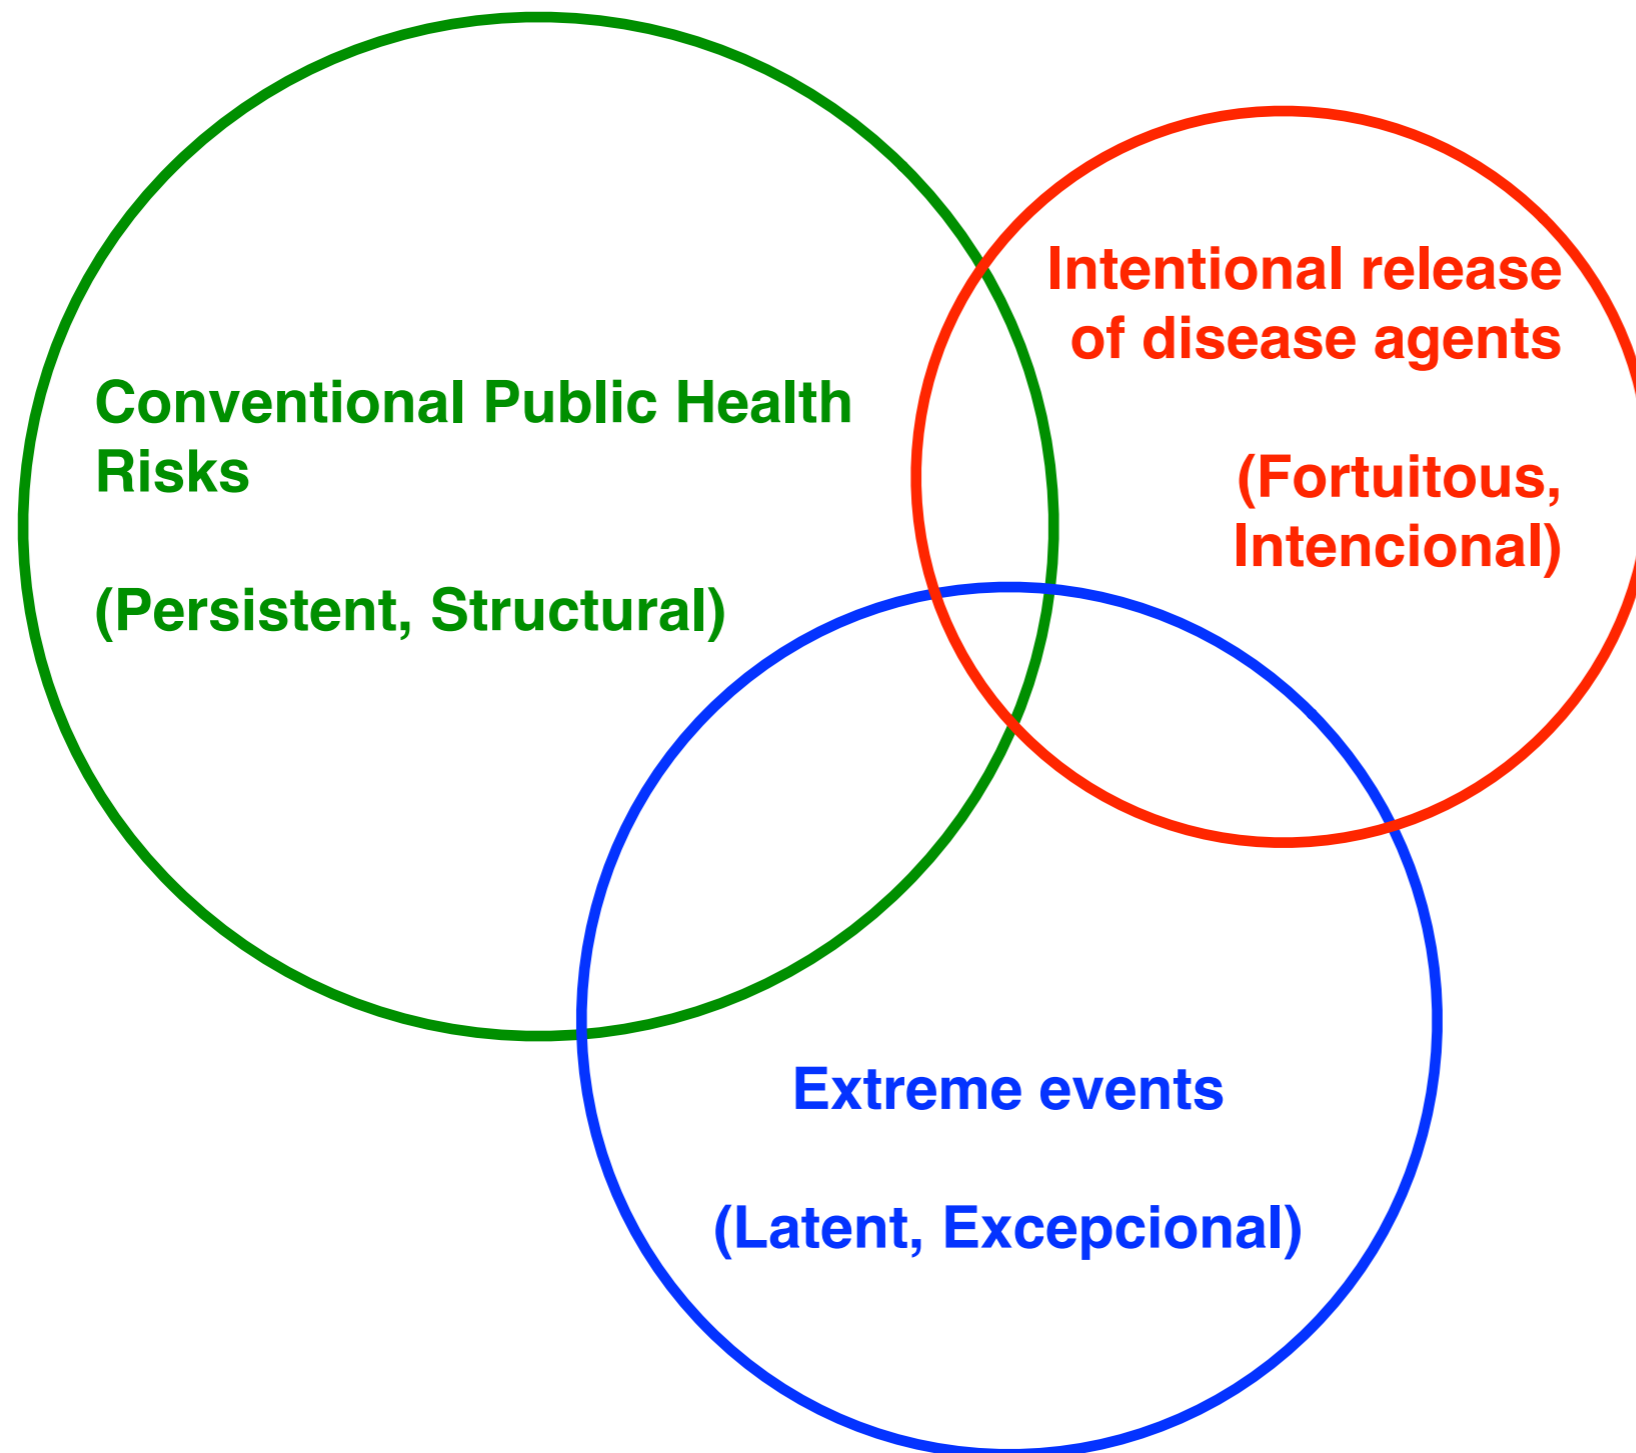 Conventional Public Health
Risks
(Persistent, Structural)
Intentional release
of disease agents
(Fortuitous,
Intencional)
Extreme events
(Latent, Excepcional)